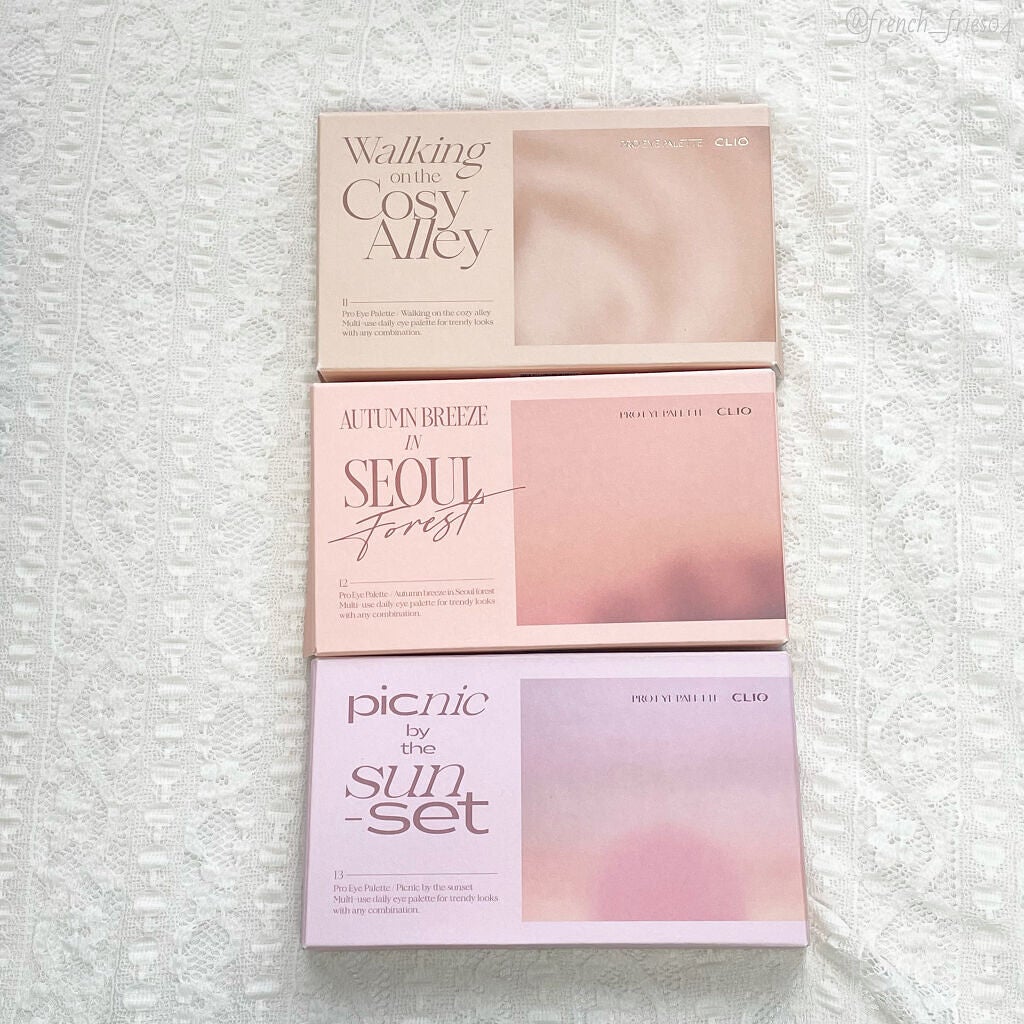 @french_fries04
Walking
on the
Cosy
Alley
PRO EYE PALETTE CLIO
11
Pro Eye Palette / Walking on the cozy alley
Multi-use daily eye palette for trendy looks
with any combination.
AUTUMN BREEZE
IN
SEOUL
Forest
PRO EYE PALETTE CLIO
12
Pro Eye Palette / Autumn breeze in Seoul forest
Multi-use daily eye palette for trendy looks
with any combination.
picnic
by
the
sun
-set
PRO EYE PALETTE CLIO
13
Pro Eye Palette / Picnic by the sunset
Multi-use daily eye palette for trendy looks
with any combination.